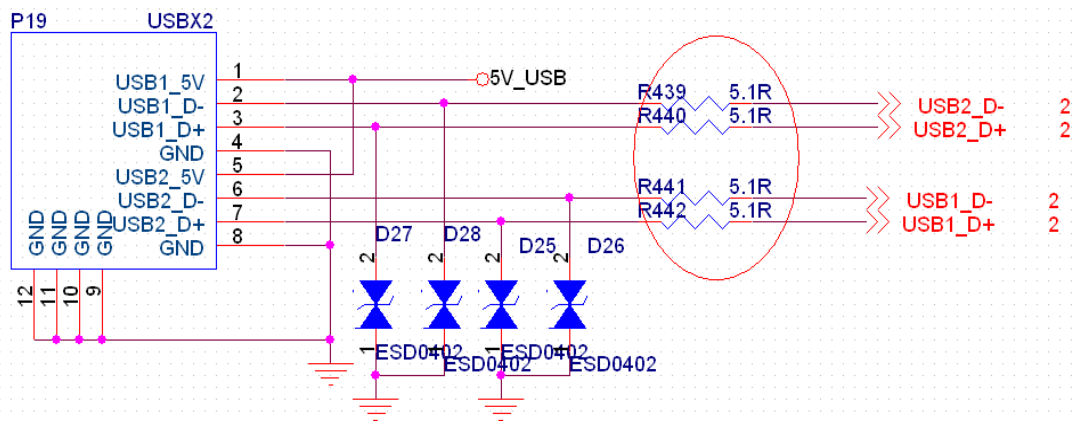 P19 USBX2
USB1_5V 1 5V_USB
USB1_D- 2 R439 5.1R USB2_D- 2
USB1_D+ 3 R440 5.1R USB2_D+ 2
GND 4
USB2_5V 5
USB2_D- 6 R441 5.1R USB1_D- 2
USB2_D+ 7 R442 5.1R USB1_D+ 2
GND 8
GND GND GND GND
D27 D28 D25 D26
2 2 2 2
12 11 10 9
1 1 1 1
ESD0402 ESD0402 ESD0402 ESD0402